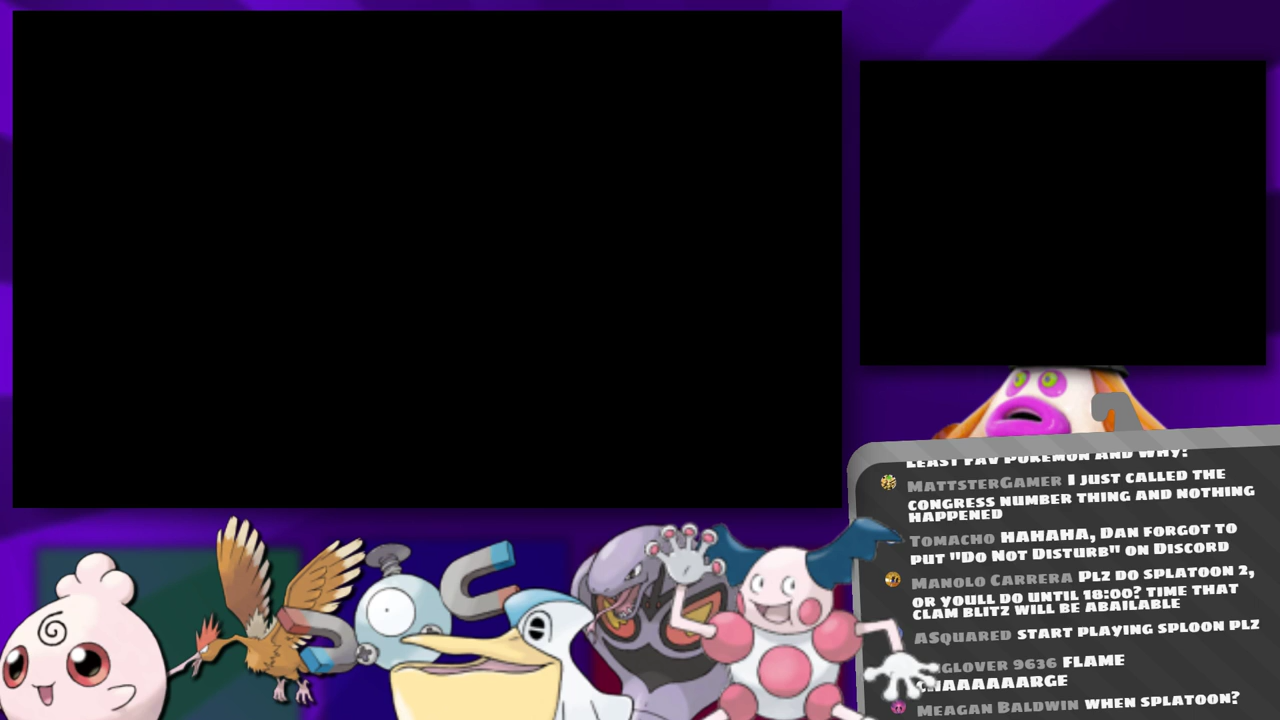 LEAST FAV POKEMON AND WHY?
MATTSTERGAMER I JUST CALLED THE
CONGRESS NUMBER THING AND NOTHING
HAPPENED
TOMACHO HAHAHA, DAN FORGOT TO
PUT "DO NOT DISTURB" ON DISCORD
MANOLO CARRERA PLZ DO SPLATOON 2,
OR YOULL DO UNTIL 18:00? TIME THAT
CLAM BLITZ WILL BE ABAILABLE
ASQUARED START PLAYING SPLOON PLZ
9636 FLAME
MEAGAN BALDWIN WHEN SPLATOON?